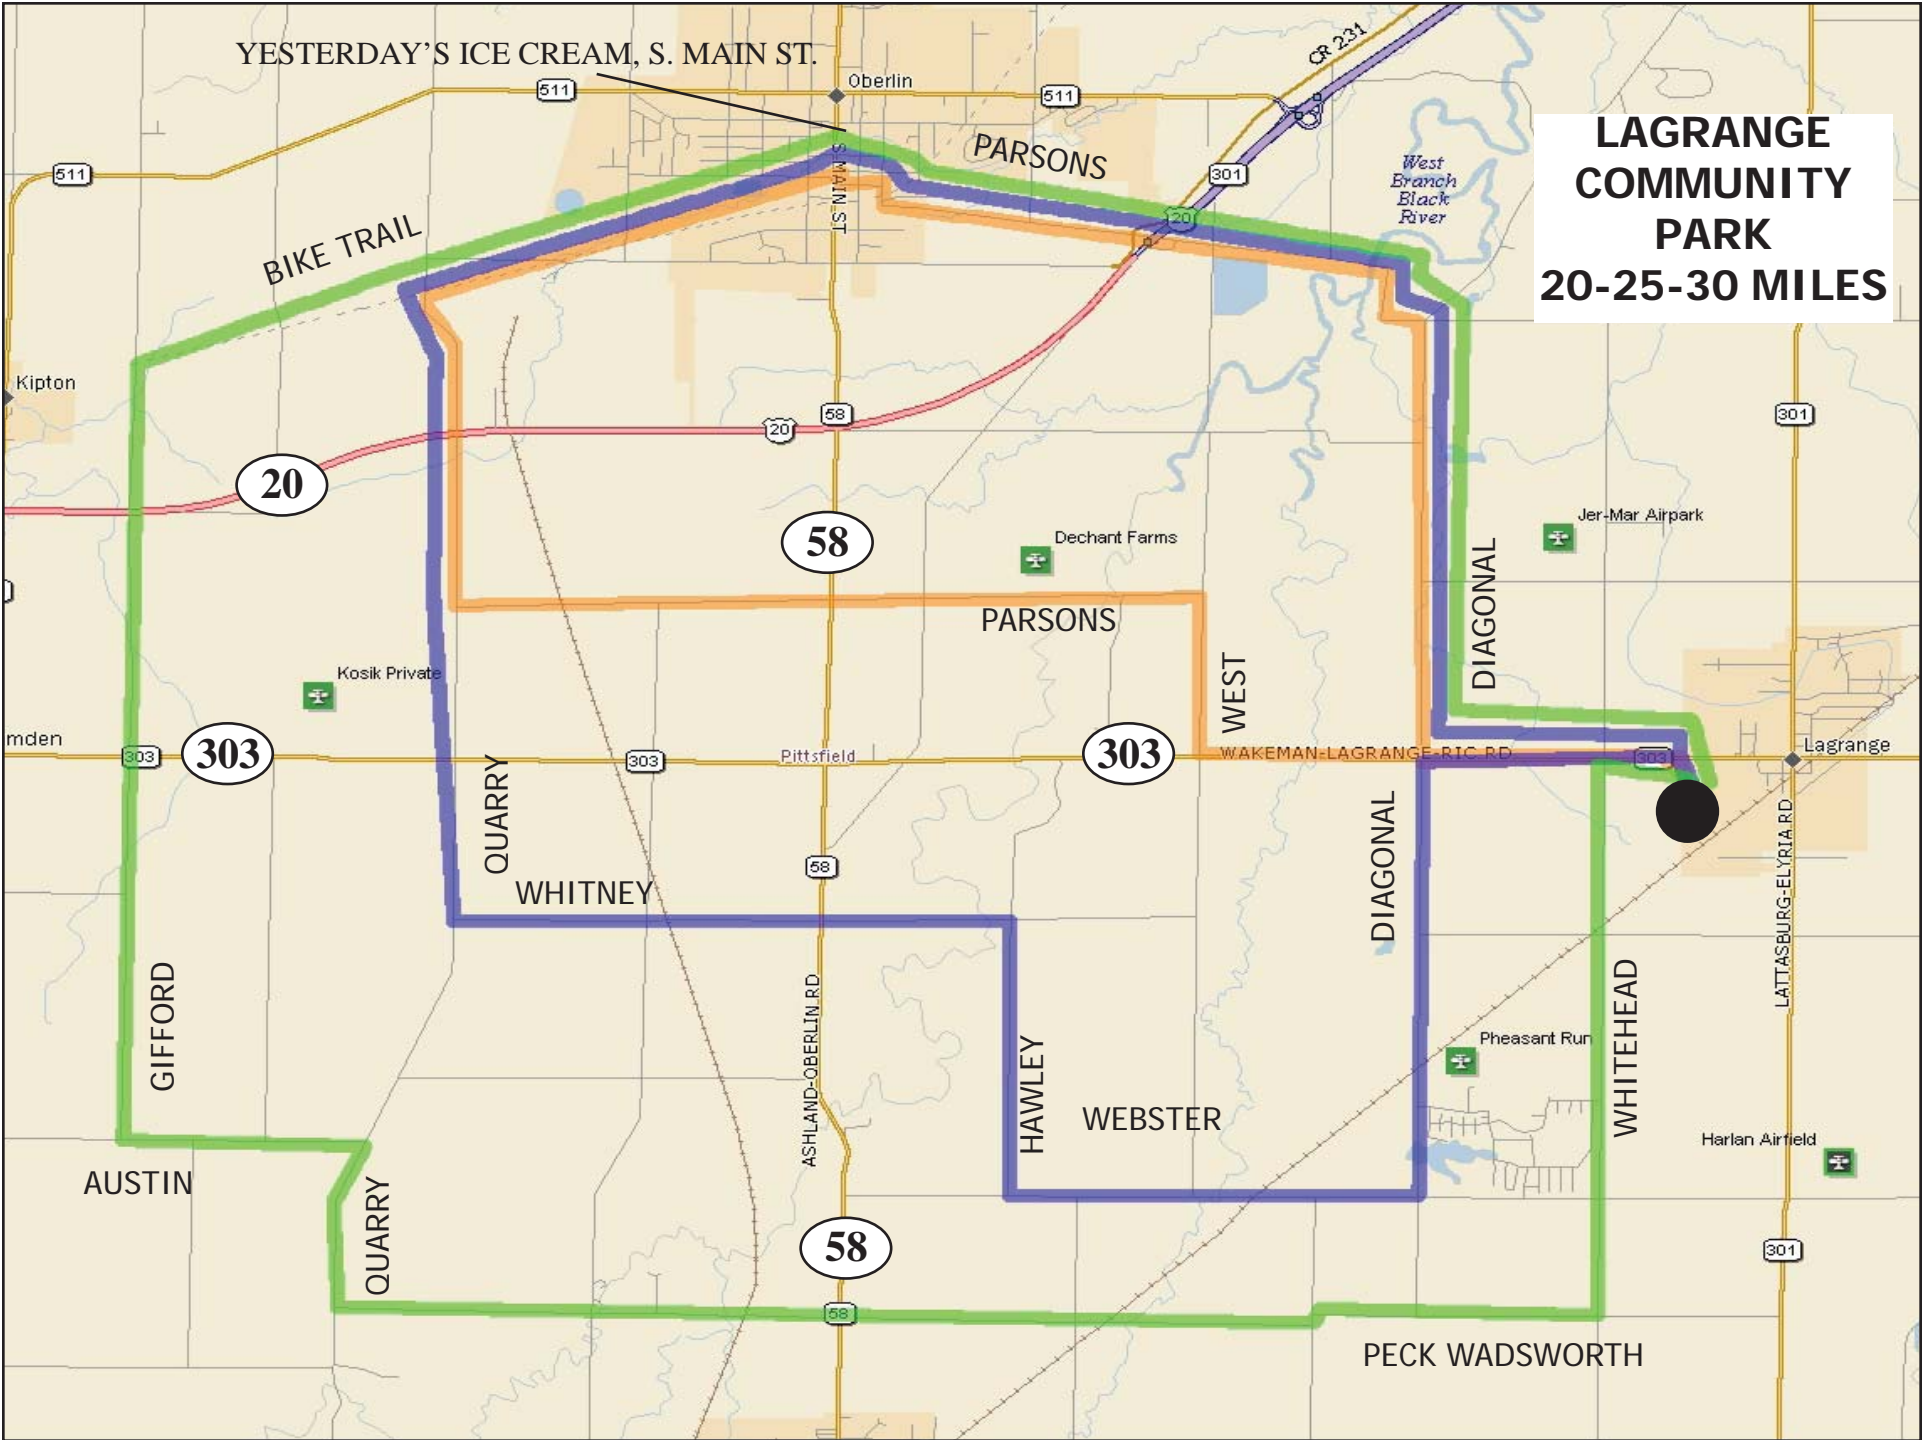 YESTERDAY'S ICE CREAM, S. MAIN ST.
CR 231
511
Oberlin
511
LAGRANGE
COMMUNITY
PARK
20-25-30 MILES
511
PARSONS
301
West
Branch
Black
River
S MAIN ST
20
BIKE TRAIL
Kipton
58
301
20
20
58
Jer-Mar Airpark
Dechant Farms
DIAGONAL
PARSONS
Kosik Private
WEST
mden
303
303
303
Pittsfield
303
WAKEMAN-LAGRANGE-RIC RD
303
Lagrange
QUARRY
58
DIAGONAL
LATTASBURG-ELYRIA RD
WHITNEY
GIFFORD
ASHLAND-OBERLIN RD
HAWLEY
WEBSTER
Pheasant Run
WHITEHEAD
Harlan Airfield
AUSTIN
QUARRY
58
301
58
PECK WADSWORTH